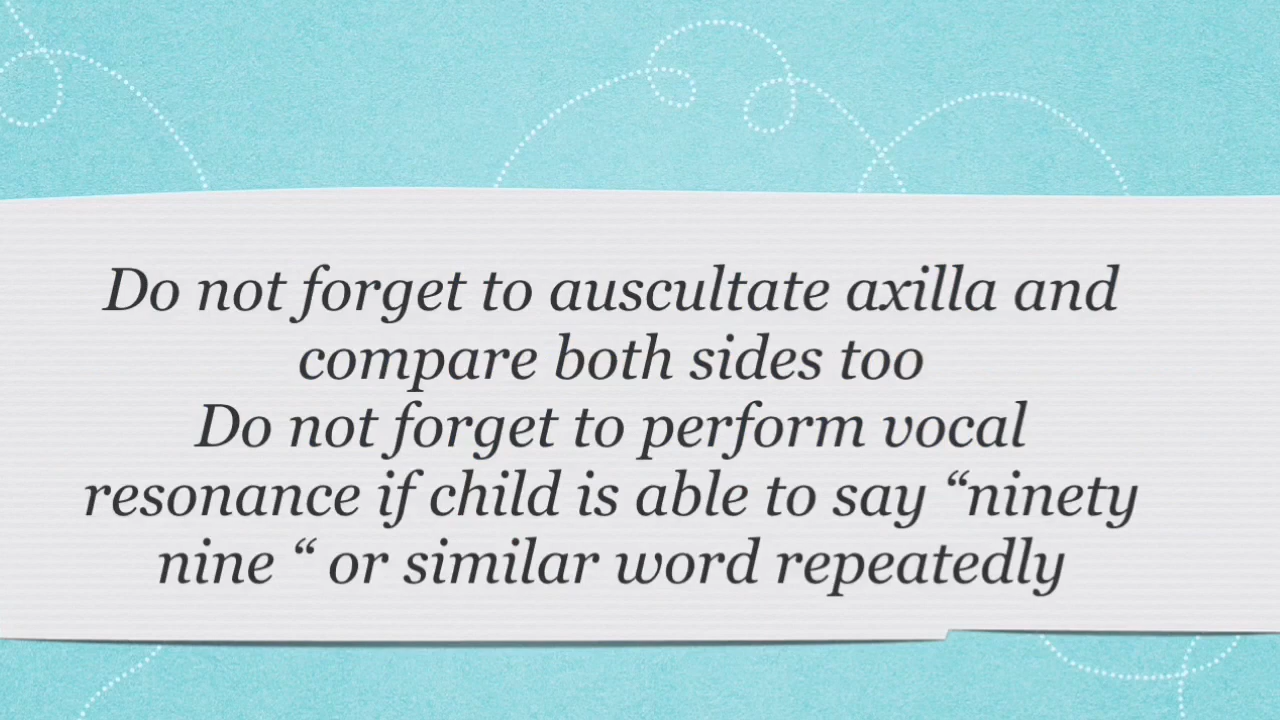 Do not forget to auscultate axilla and
compare both sides too
Do not forget to perform vocal
resonance if child is able to say “ninety
nine “ or similar word repeatedly